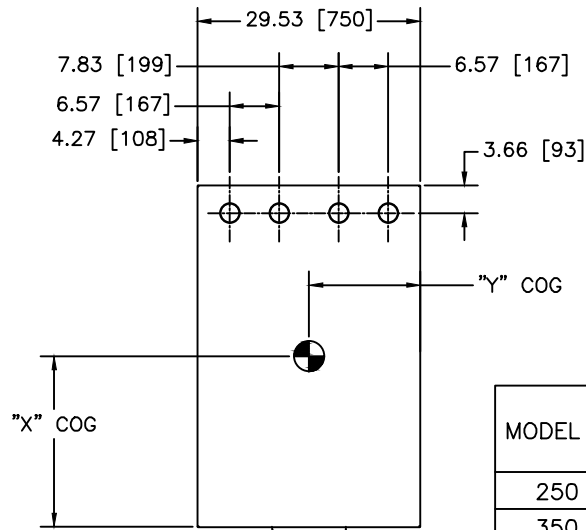 29.53 [750]
7.83 [199]
6.57 [167]
6.57 [167]
4.27 [108]
3.66 [93]
"Y" COG
"X" COG
MODEL
250
350